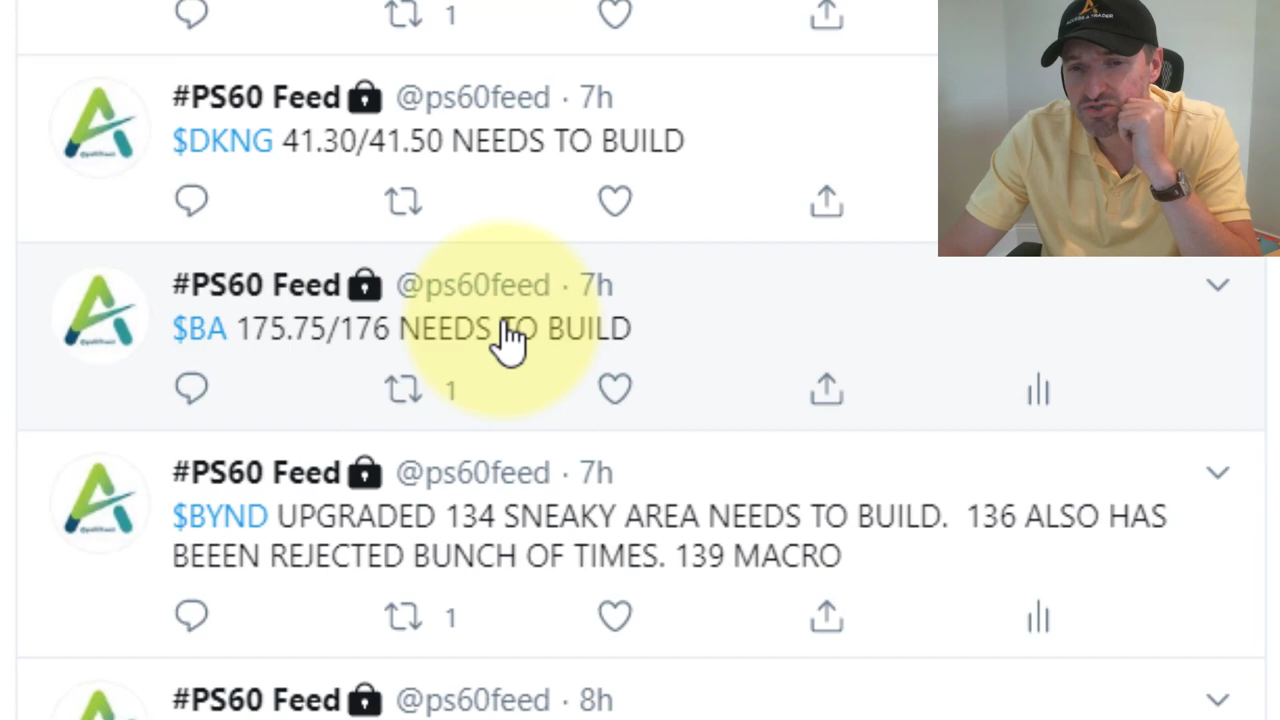 1
#PS60 Feed🔒 @ps60feed · 7h
$DKNG 41.30/41.50 NEEDS TO BUILD
#PS60 Feed🔒 @ps60feed · 7h
$BA 175.75/176 NEEDS TO BUILD
1
#PS60 Feed🔒 @ps60feed · 7h
$BYND UPGRADED 134 SNEAKY AREA NEEDS TO BUILD. 136 ALSO HAS
BEEEN REJECTED BUNCH OF TIMES. 139 MACRO
1
#PS60 Feed🔒 @ps60feed · 8h